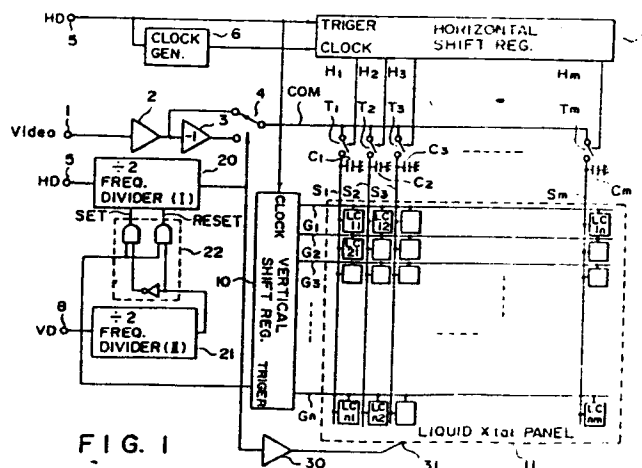 HD
5
6
CLOCK
GEN.
TRIGER
CLOCK
HORIZONTAL
SHIFT REG.
H1 H2 H3 Hm
T1 T2 T3 Tm
COM
1
2
3
4
Video
-1
C1 C2 C3 Cm
S1 S2 S3 Sm
HD
5
÷2
FREQ.
DIVIDER (I)
20
SET
RESET
22
VD
8
÷2
FREQ.
DIVIDER (II)
21
10
CLOCK
VERTICAL
SHIFT REG.
TRIGER
G1
G2
G3
Gn
LC 11
LC 12
LC 1n
LC 21
LC n1
LC n2
LC nm
LIQUID Xtal PANEL
30
31
11
FIG. 1